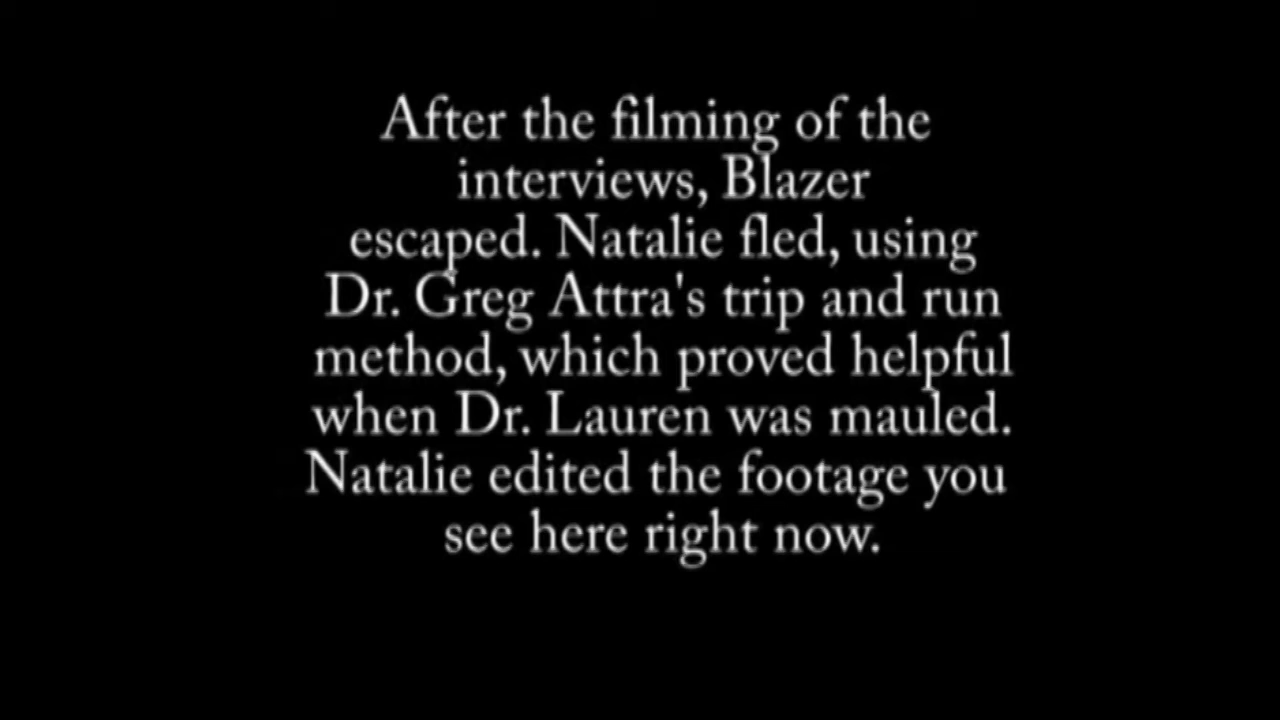 After the filming of the
interviews, Blazer
escaped. Natalie fled, using
Dr. Greg Attra's trip and run
method, which proved helpful
when Dr. Lauren was mauled.
Natalie edited the footage you
see here right now.